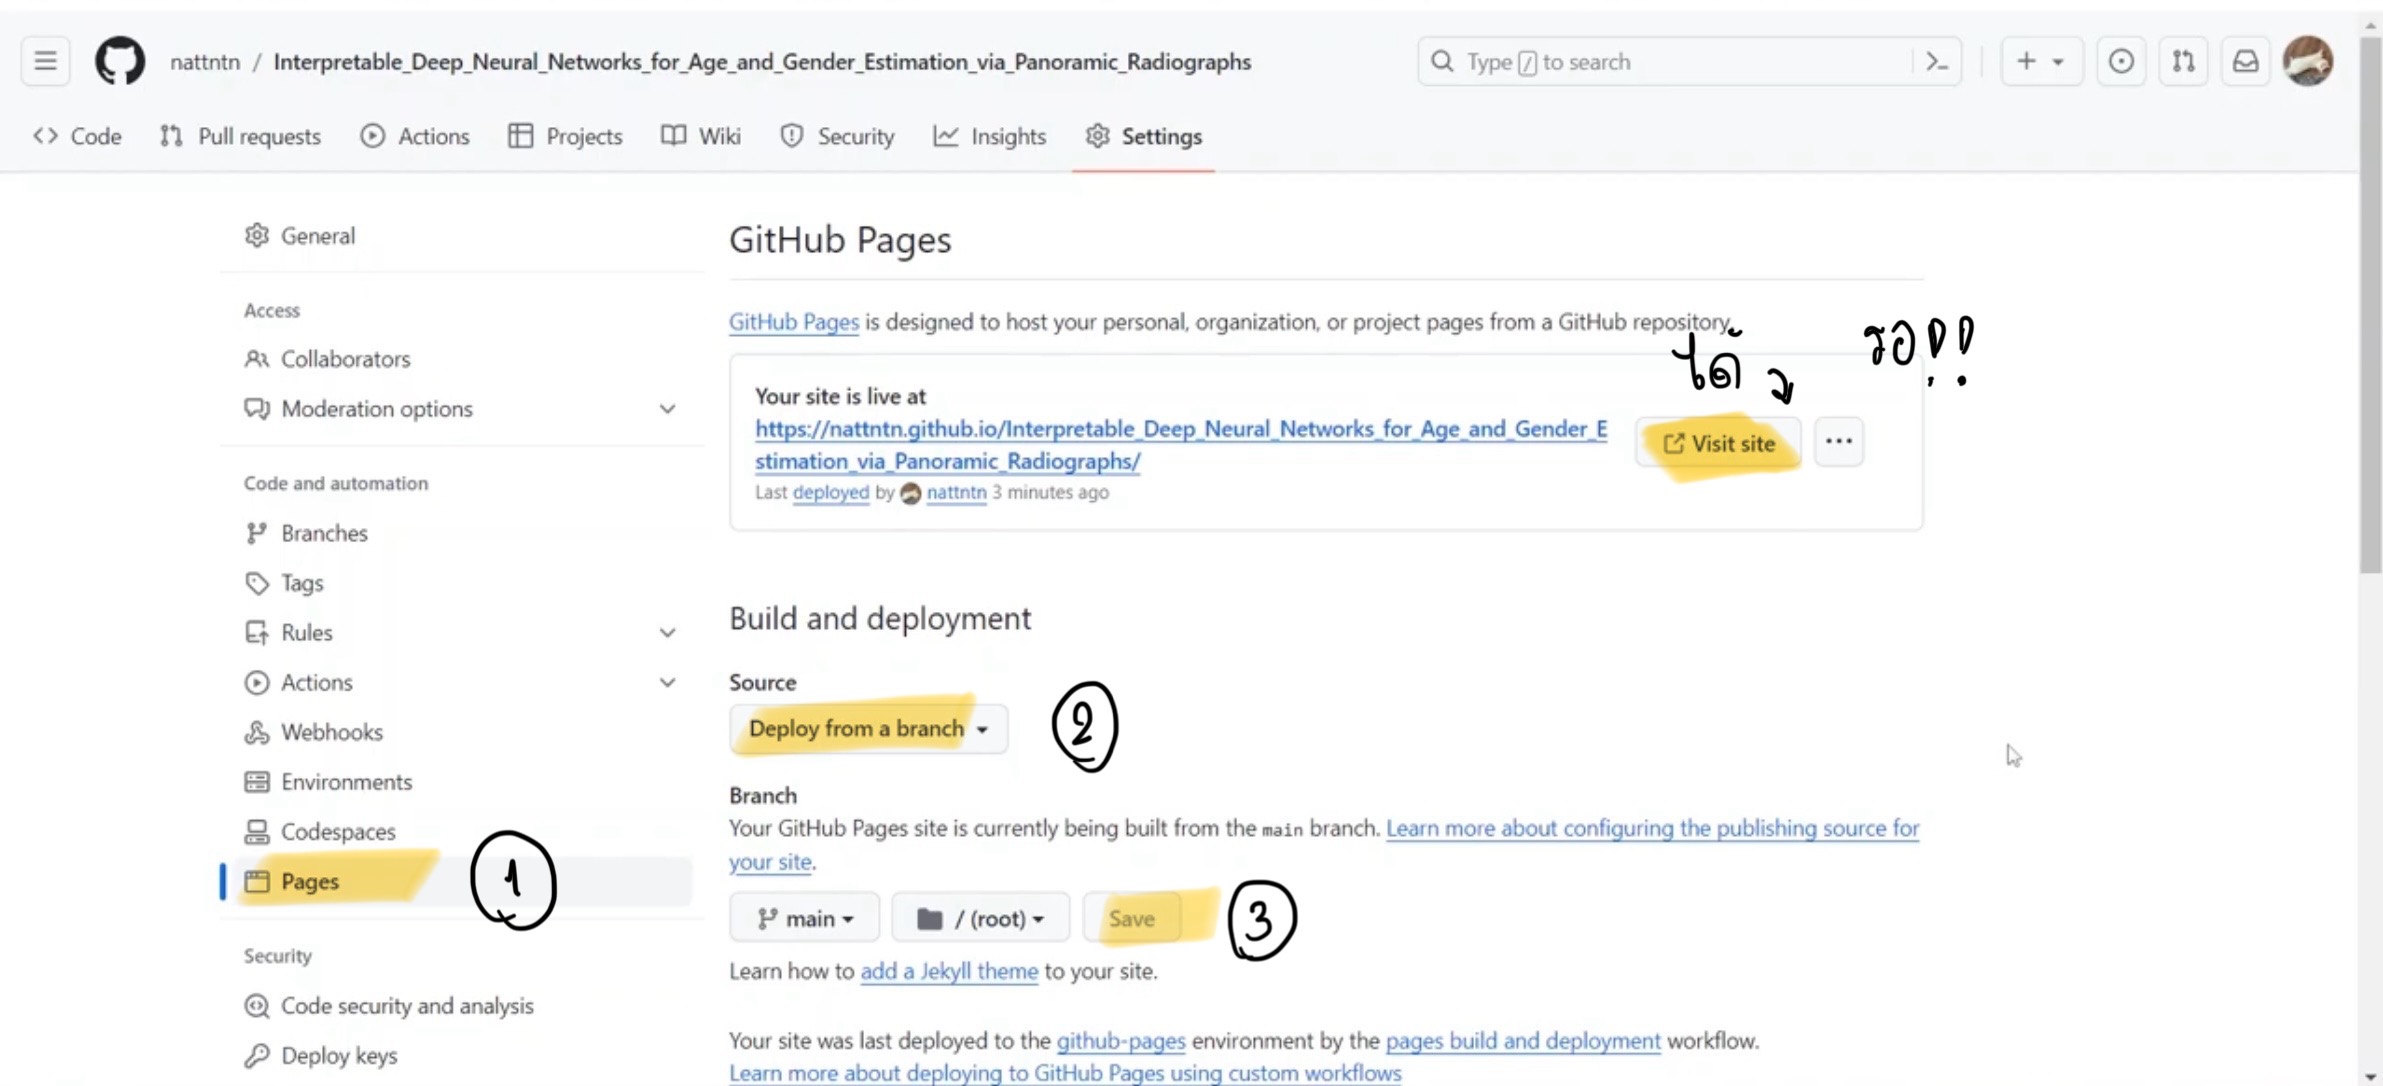 nattntn / Interpretable_Deep_Neural_Networks_for_Age_and_Gender_Estimation_via_Panoramic_Radiographs
Type / to search
Code
Pull requests
Actions
Projects
Wiki
Security
Insights
Settings
General
Access
Collaborators
Moderation options
Code and automation
Branches
Tags
Rules
Actions
Webhooks
Environments
Codespaces
Pages
1
Security
Code security and analysis
Deploy keys
GitHub Pages
GitHub Pages is designed to host your personal, organization, or project pages from a GitHub repository.
ได้
รอ!!
Your site is live at
https://nattntn.github.io/Interpretable_Deep_Neural_Networks_for_Age_and_Gender_E
stimation_via_Panoramic_Radiographs/
Last deployed by nattntn 3 minutes ago
Visit site
Build and deployment
Source
Deploy from a branch
2
Branch
Your GitHub Pages site is currently being built from the main branch. Learn more about configuring the publishing source for
your site.
main
/ (root)
Save
3
Learn how to add a Jekyll theme to your site.
Your site was last deployed to the github-pages environment by the pages build and deployment workflow.
Learn more about deploying to GitHub Pages using custom workflows